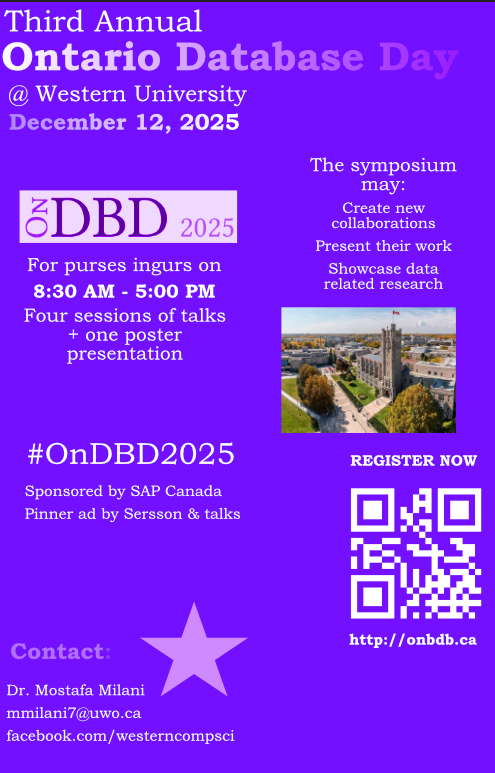 Third Annual
Ontario Database Day
@ Western University
December 12, 2025
ONDBD 2025
For purses ingurs on
8:30 AM - 5:00 PM
Four sessions of talks
+ one poster
presentation
The symposium
may:
Create new
collaborations
Present their work
Showcase data
related research
#OnDBD2025
Sponsored by SAP Canada
Pinner ad by Sersson & talks
REGISTER NOW
http://onbdb.ca
Contact:
Dr. Mostafa Milani
mmilani7@uwo.ca
facebook.com/westerncompsci